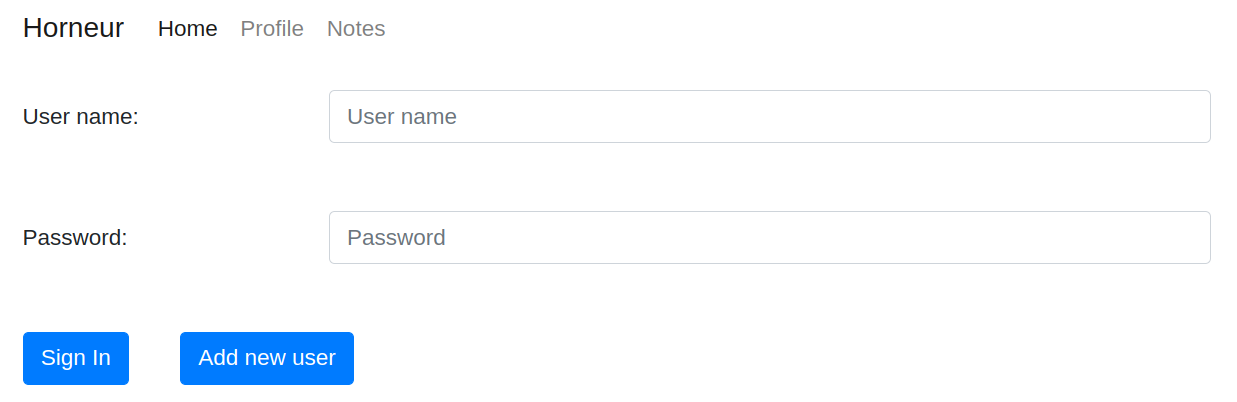 Horneur Home Profile Notes
User name: User name
Password: Password
Sign In Add new user